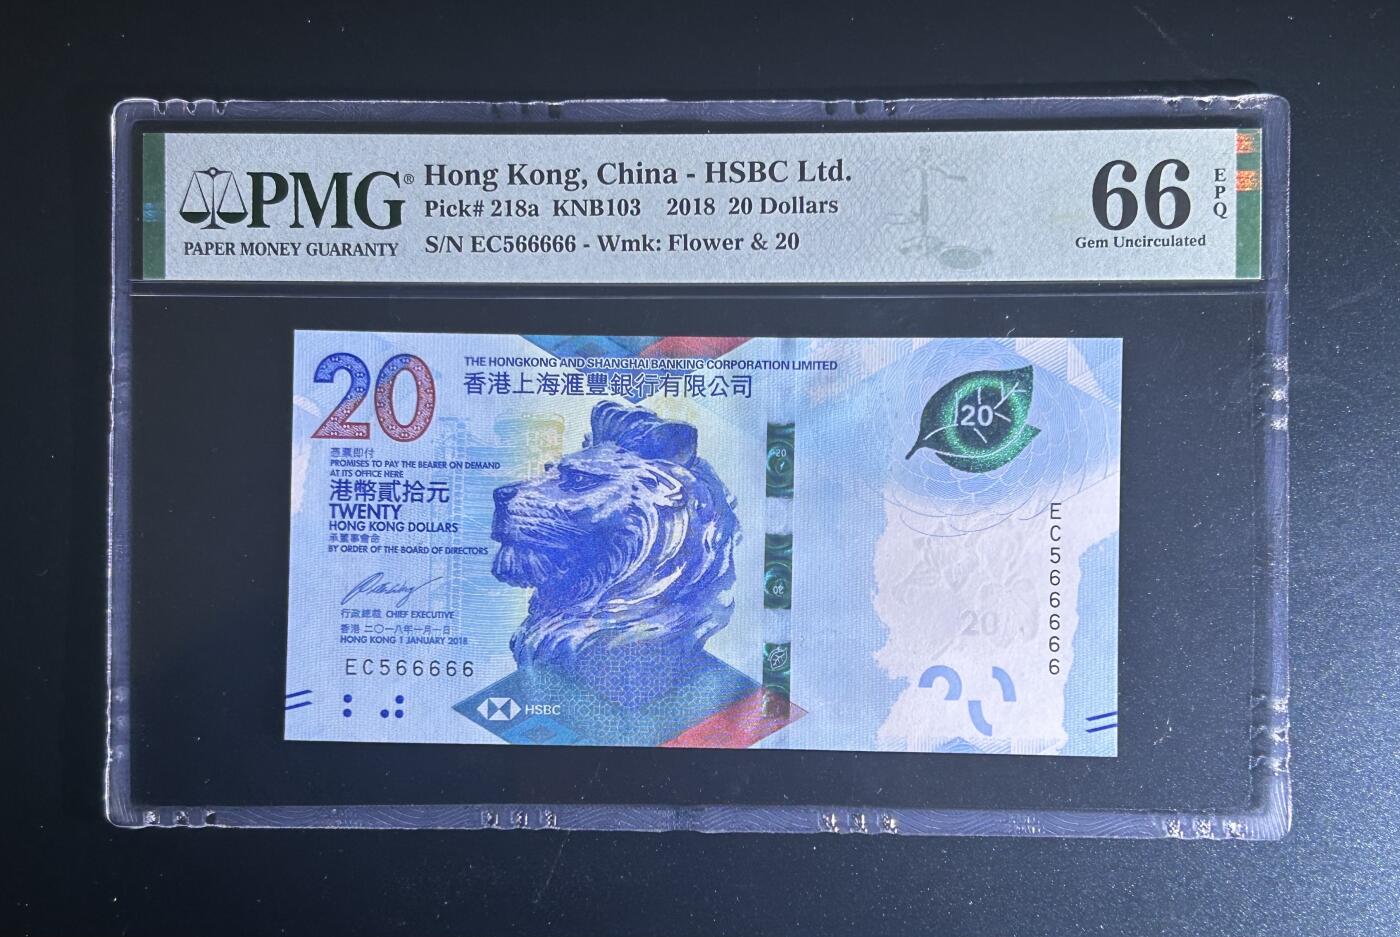 PMG®
PAPER MONEY GUARANTY
Hong Kong, China - HSBC Ltd.
Pick# 218a KNB103 2018 20 Dollars
S/N EC566666 - Wmk: Flower & 20
66
EPQ
Gem Uncirculated
20
THE HONGKONG AND SHANGHAI BANKING CORPORATION LIMITED
香港上海滙豐銀行有限公司
憑票即付
PROMISES TO PAY THE BEARER ON DEMAND
AT ITS OFFICE HERE
港幣貳拾元
TWENTY
HONG KONG DOLLARS
承董事會命
BY ORDER OF THE BOARD OF DIRECTORS
行政總裁 CHIEF EXECUTIVE
香港 二〇一八年一月一日
HONG KONG 1 JANUARY 2018
EC566666
HSBC
20
20
20
20
EC566666